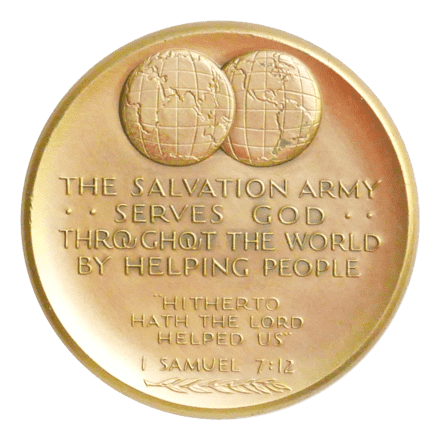 THE SALVATION ARMY
· · SERVES GOD · ·
THROUGHOUT THE WORLD
BY HELPING PEOPLE
"HITHERTO
HATH THE LORD
HELPED US"
I SAMUEL 7:12